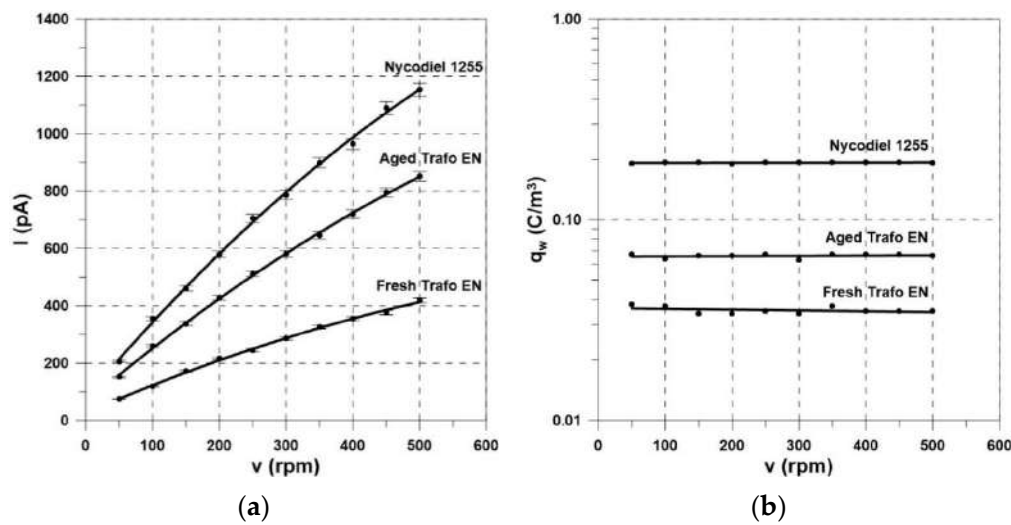 1400
1200
1000
800
600
400
200
0
I (pA)
Nycodiel 1255
Aged Trafo EN
Fresh Trafo EN
0 100 200 300 400 500 600
v (rpm)
(a)
1.00
0.10
0.01
q_w (C/m³)
Nycodiel 1255
Aged Trafo EN
Fresh Trafo EN
0 100 200 300 400 500 600
v (rpm)
(b)